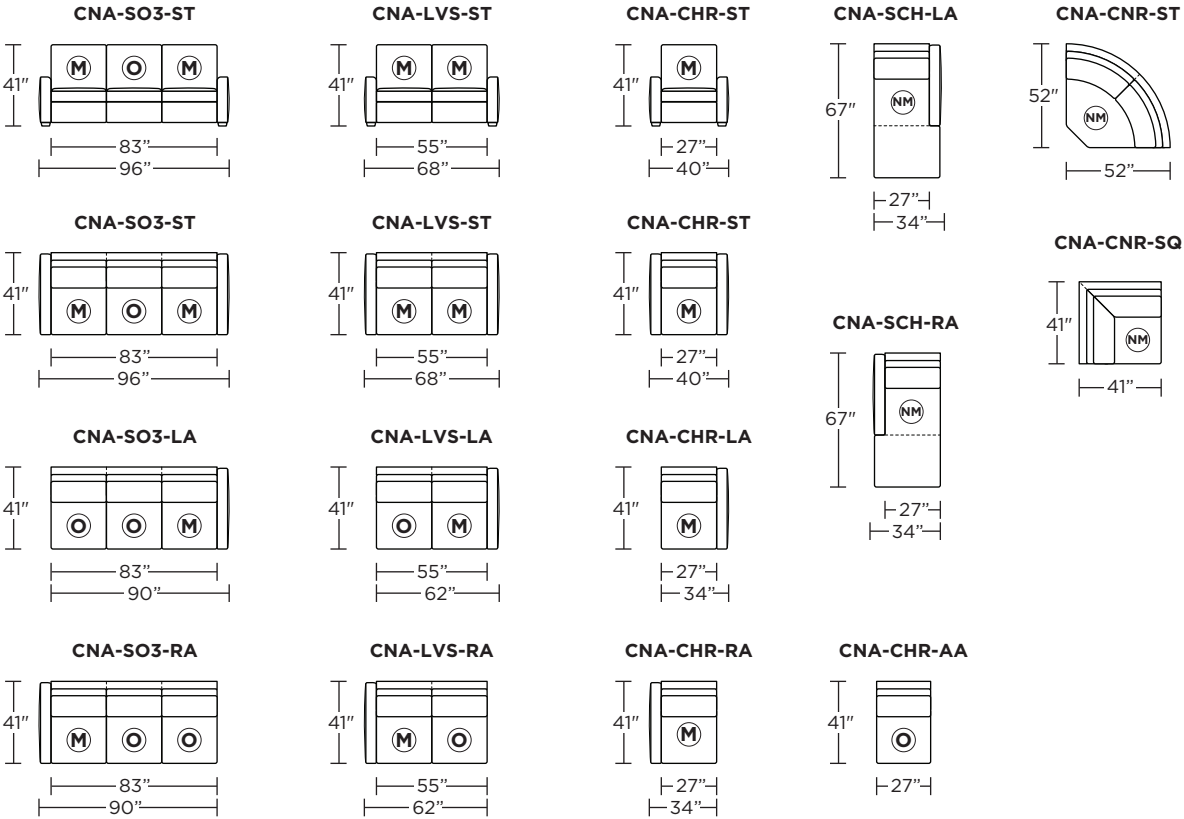 CNA-SO3-ST
41"
M O M
83”
96”
CNA-LVS-ST
41"
M M
55”
68”
CNA-CHR-ST
41"
M
27”
40”
CNA-SCH-LA
67"
NM
27”
34”
CNA-CNR-ST
52"
NM
52”
CNA-SO3-ST
41"
M O M
83”
96”
CNA-LVS-ST
41"
M M
55”
68”
CNA-CHR-ST
41"
M
27”
40”
CNA-CNR-SQ
41"
NM
41”
CNA-SCH-RA
67"
NM
27”
34”
CNA-SO3-LA
41"
O O M
83”
90”
CNA-LVS-LA
41"
O M
55”
62”
CNA-CHR-LA
41"
M
27”
34”
CNA-SO3-RA
41"
M O O
83”
90”
CNA-LVS-RA
41"
M O
55”
62”
CNA-CHR-RA
41"
M
27”
34”
CNA-CHR-AA
41"
O
27”